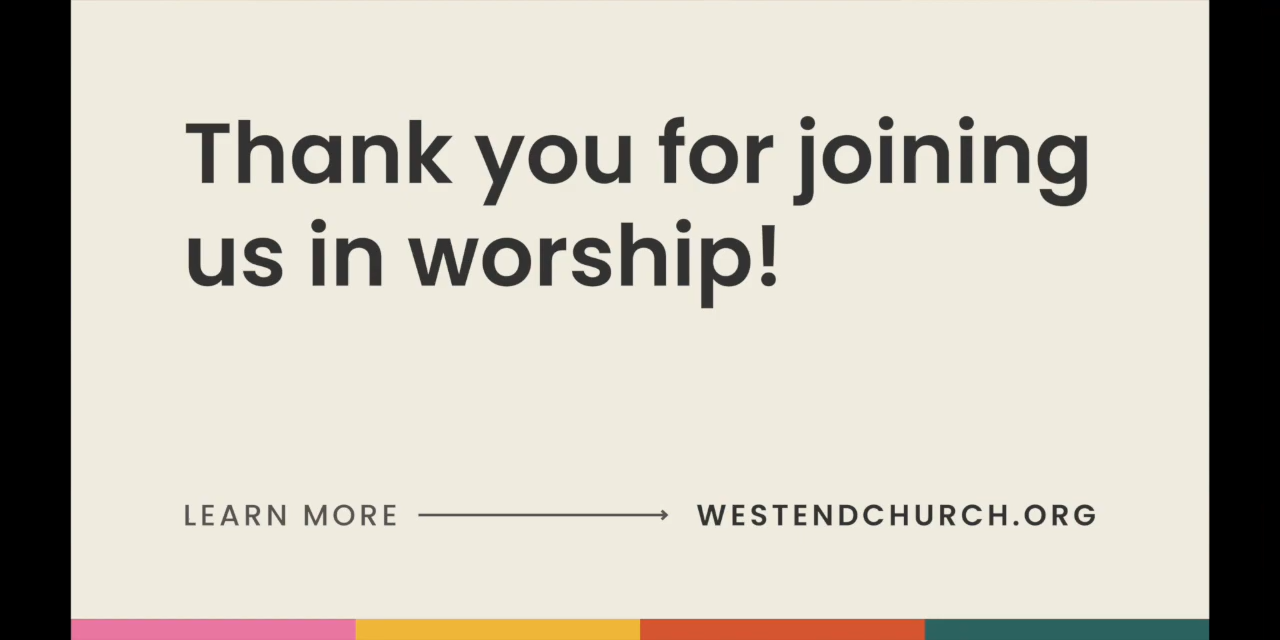 Thank you for joining
us in worship!
LEARN MORE
WESTENDCHURCH.ORG